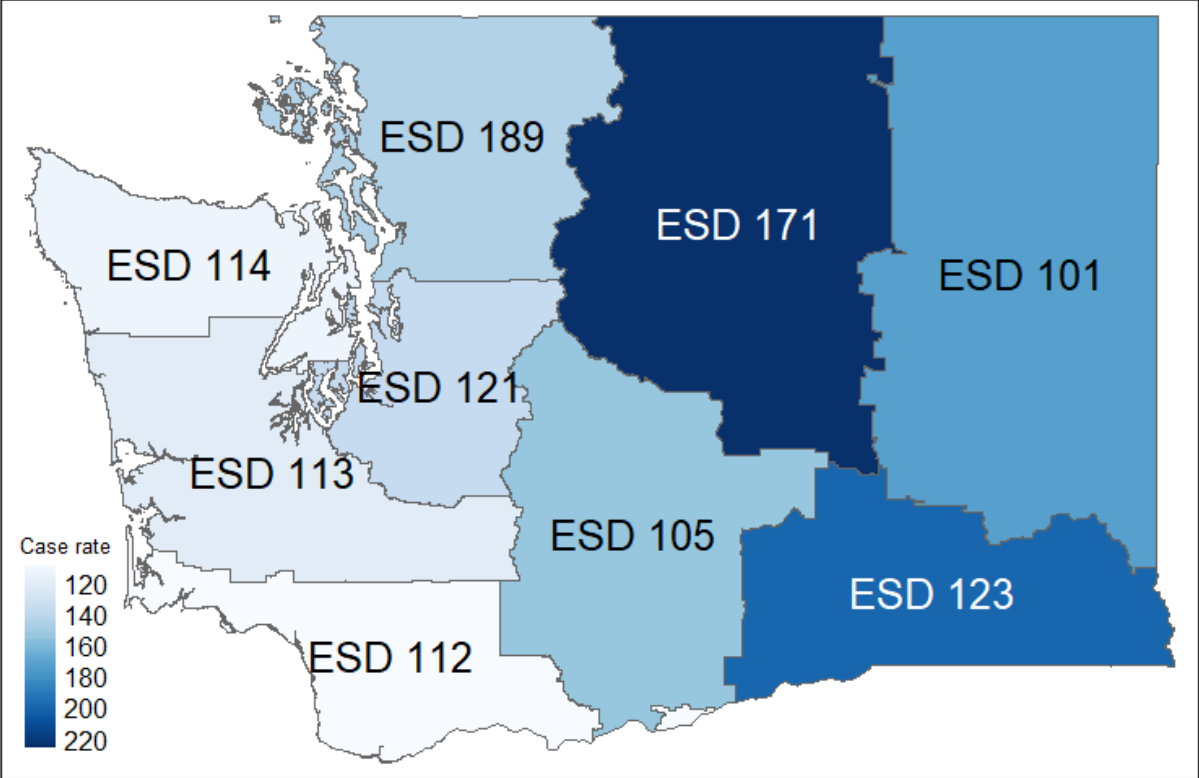 ESD 189
ESD 171
ESD 114
ESD 101
ESD 121
ESD 113
ESD 105
ESD 123
ESD 112
Case rate
120
140
160
180
200
220